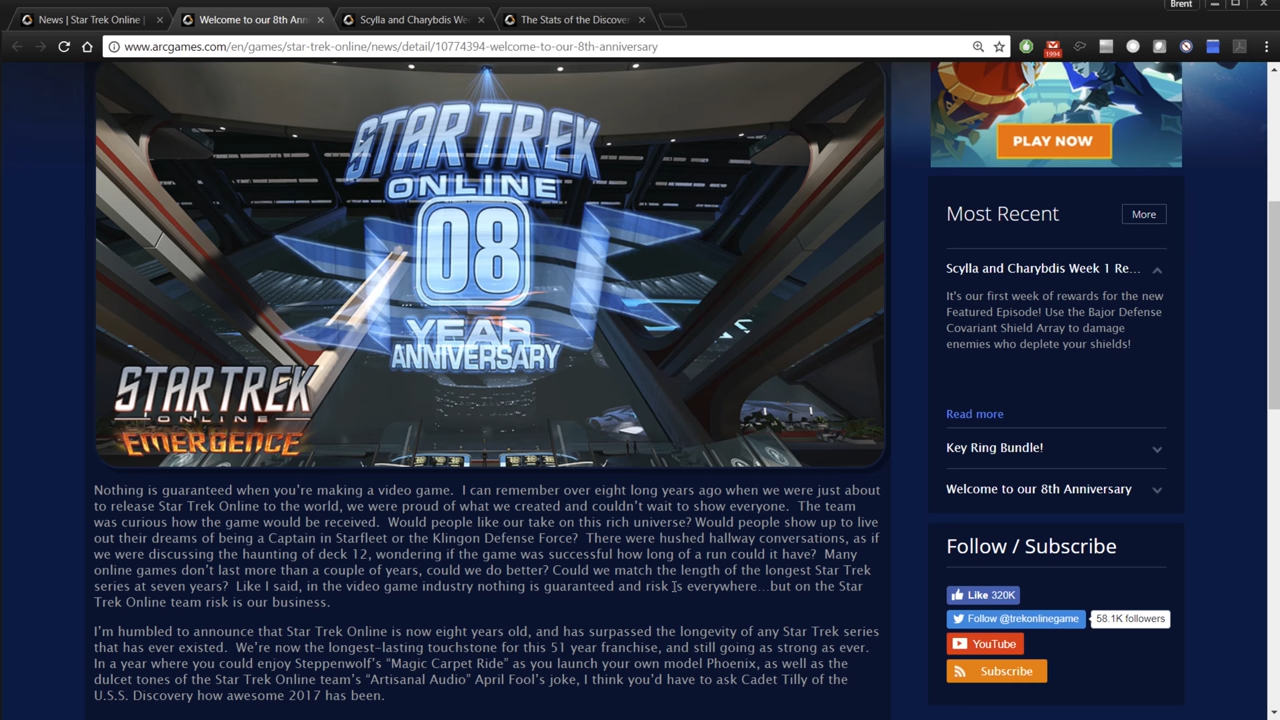 Brent
News | Star Trek Online |
Welcome to our 8th Ann
Scylla and Charybdis We
The Stats of the Discover
www.arcgames.com/en/games/star-trek-online/news/detail/10774394-welcome-to-our-8th-anniversary
1994
STAR TREK
ONLINE
08
YEAR
ANNIVERSARY
STAR TREK
ONLINE
EMERGENCE
Nothing is guaranteed when you’re making a video game.  I can remember over eight long years ago when we were just about
to release Star Trek Online to the world, we were proud of what we created and couldn’t wait to show everyone.  The team
was curious how the game would be received.  Would people like our take on this rich universe? Would people show up to live
out their dreams of being a Captain in Starfleet or the Klingon Defense Force?  There were hushed hallway conversations, as if
we were discussing the haunting of deck 12, wondering if the game was successful how long of a run could it have?  Many
online games don’t last more than a couple of years, could we do better? Could we match the length of the longest Star Trek
series at seven years?  Like I said, in the video game industry nothing is guaranteed and risk is everywhere…but on the Star
Trek Online team risk is our business.
I’m humbled to announce that Star Trek Online is now eight years old, and has surpassed the longevity of any Star Trek series
that has ever existed.  We’re now the longest-lasting touchstone for this 51 year franchise, and still going as strong as ever.
In a year where you could enjoy Steppenwolf’s “Magic Carpet Ride” as you launch your own model Phoenix, as well as the
dulcet tones of the Star Trek Online team’s “Artisanal Audio” April Fool’s joke, I think you’d have to ask Cadet Tilly of the
U.S.S. Discovery how awesome 2017 has been.
PLAY NOW
Most Recent
More
Scylla and Charybdis Week 1 Re...
It's our first week of rewards for the new
Featured Episode! Use the Bajor Defense
Covariant Shield Array to damage
enemies who deplete your shields!
Read more
Key Ring Bundle!
Welcome to our 8th Anniversary
Follow / Subscribe
Like 320K
Follow @trekonlinegame
58.1K followers
YouTube
Subscribe